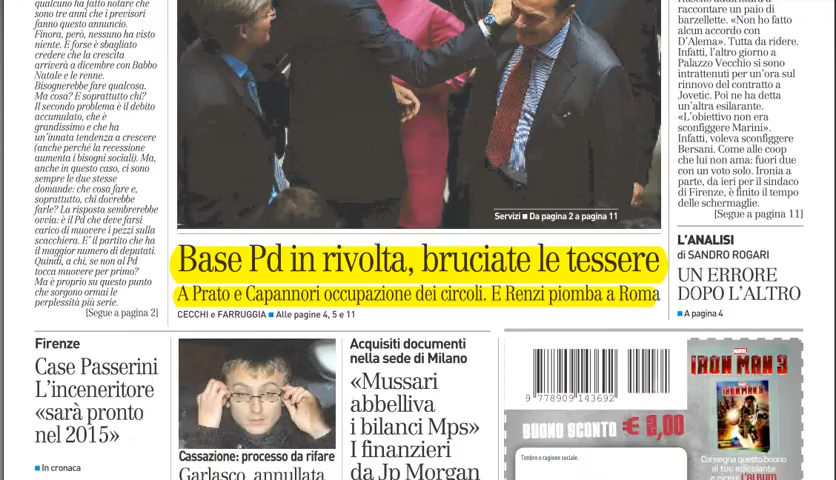 qualcuno ha fatto notare che
sono tre anni che i previsori
fanno questo annuncio.
Finora, però, nessuno ha visto
niente. E forse è sbagliato
credere che la crescita
arriverà a dicembre con Babbo
Natale e le renne.
Bisognerebbe fare qualcosa.
Ma cosa? E soprattutto chi?
Il secondo problema è il debito
accumulato, che è
grandissimo e che ha
un'innata tendenza a crescere
(anche perché la recessione
aumenta i bisogni sociali). Ma,
anche in questo caso, ci sono
sempre le due stesse
domande: che cosa fare e,
soprattutto, chi dovrebbe
farle? La risposta sembrerebbe
ovvia: è il Pd che deve farsi
carico di muovere i pezzi sulla
scacchiera. E' il partito che ha
il maggior numero di deputati.
Quindi, a chi, se non al Pd
tocca muovere per primo?
Ma è proprio su questo punto
che sorgono ormai le
perplessità più serie.
[Segue a pagina 2]
Servizi ■ Da pagina 2 a pagina 11
Base Pd in rivolta, bruciate le tessere
A Prato e Capannori occupazione dei circoli. E Renzi piomba a Roma
CECCHI e FARRUGGIA ■ Alle pagine 4, 5 e 11
raccontare un paio di
barzellette. «Non ho fatto
alcun accordo con
D'Alema». Tutta da ridere.
Infatti, l'altro giorno a
Palazzo Vecchio si sono
intrattenuti per un'ora sul
rinnovo del contratto a
Jovetic. Poi ne ha detta
un'altra esilarante.
«L'obiettivo non era
sconfiggere Marini».
Infatti, voleva sconfiggere
Bersani. Come alle coop
che lui non ama: fuori due
con un voto solo. Ironia a
parte, da ieri per il sindaco
di Firenze, è finito il tempo
delle schermaglie.
[Segue a pagina 11]
L'ANALISI
di SANDRO ROGARI
UN ERRORE
DOPO L'ALTRO
■ A pagina 4
Firenze
Case Passerini
L'inceneritore
«sarà pronto
nel 2015»
■ In cronaca
Cassazione: processo da rifare
Garlasco, annullata
Acquisiti documenti
nella sede di Milano
«Mussari
abbelliva
i bilanci Mps»
I finanzieri
da Jp Morgan
9 778909 143692
BUONO SCONTO € 2,00
Timbro e ragione sociale.
MARVEL
IRON MAN 3
IRON MAN 3
Consegna questo buono
al tuo edicolante
e ricevi L'ALBUM